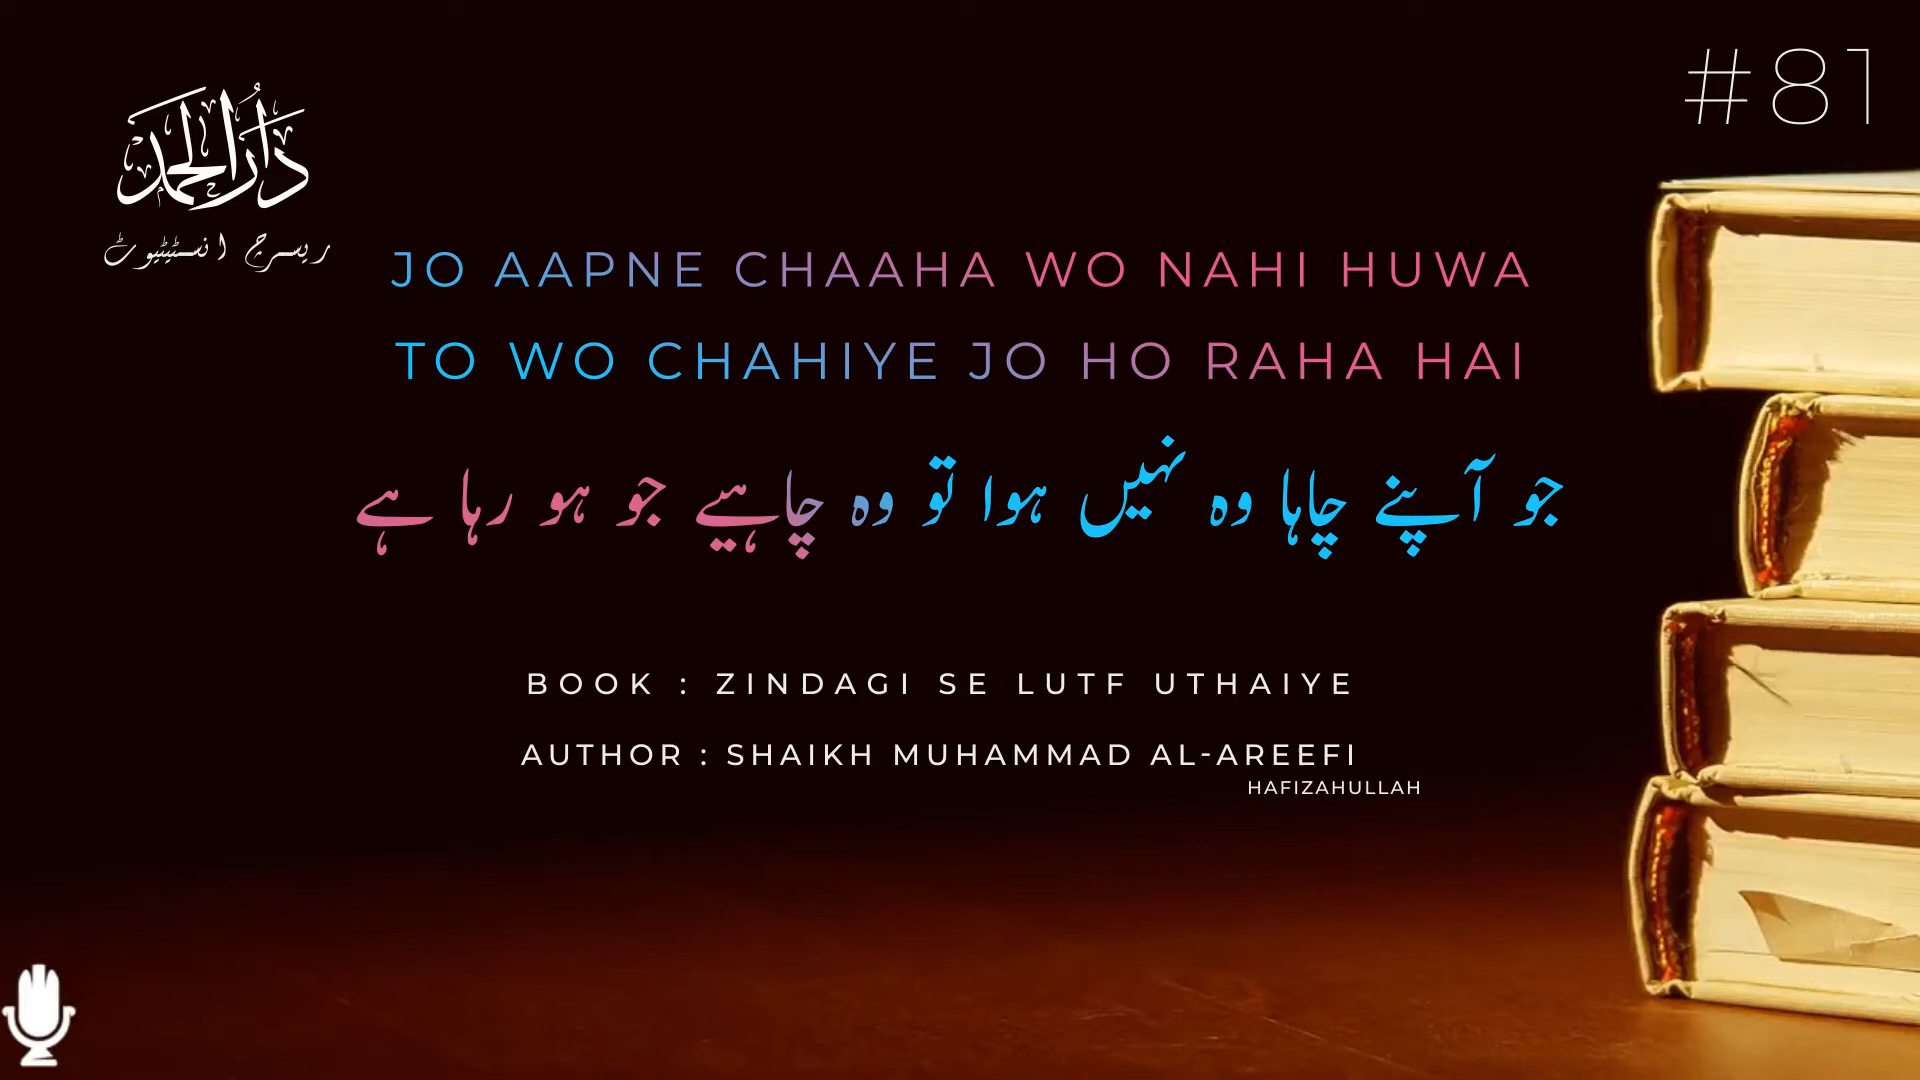 #81
دَارُالحَمَد
ریسرچ انسٹیٹیوٹ
JO AAPNE CHAAHA WO NAHI HUWA
TO WO CHAHIYE JO HO RAHA HAI
جو آپنے چاہا وہ نہیں ہوا تو وہ چاہیے جو ہو رہا ہے
BOOK : ZINDAGI SE LUTF UTHAIYE
AUTHOR : SHAIKH MUHAMMAD AL-AREEFI
HAFIZAHULLAH